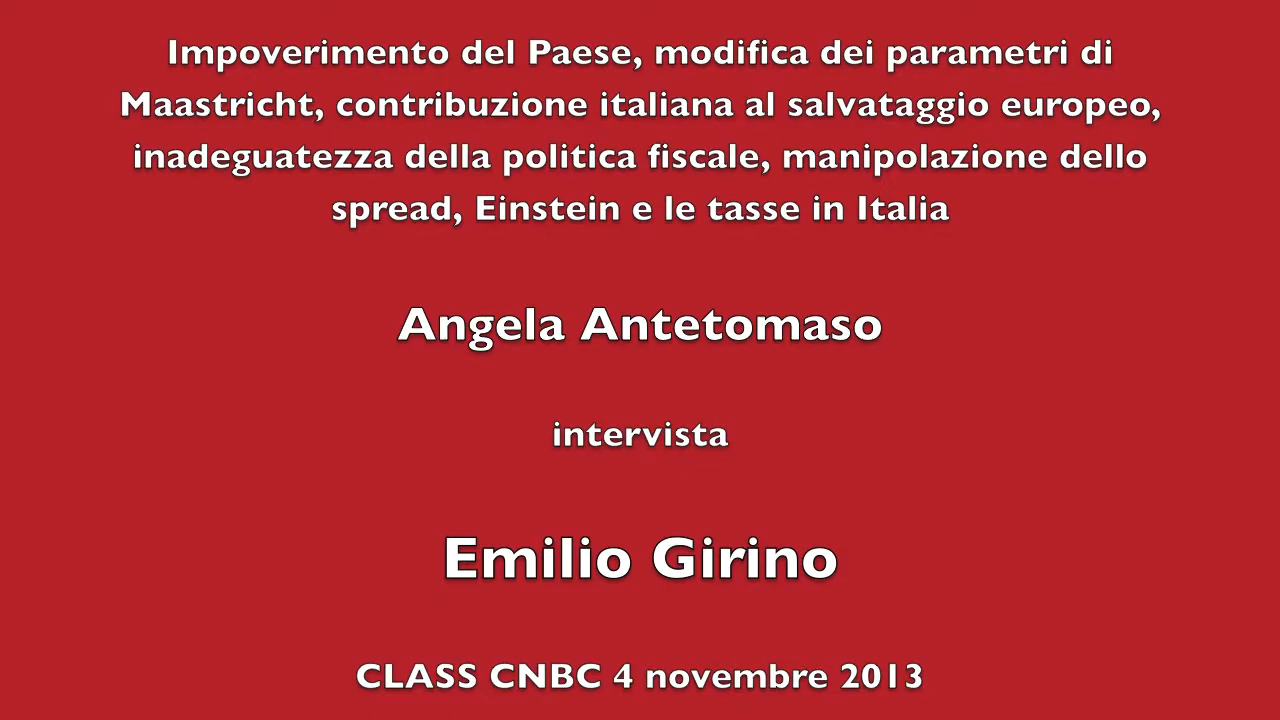 Impoverimento del Paese, modifica dei parametri di
Maastricht, contribuzione italiana al salvataggio europeo,
inadeguatezza della politica fiscale, manipolazione dello
spread, Einstein e le tasse in Italia
Angela Antetomaso
intervista
Emilio Girino
CLASS CNBC 4 novembre 2013